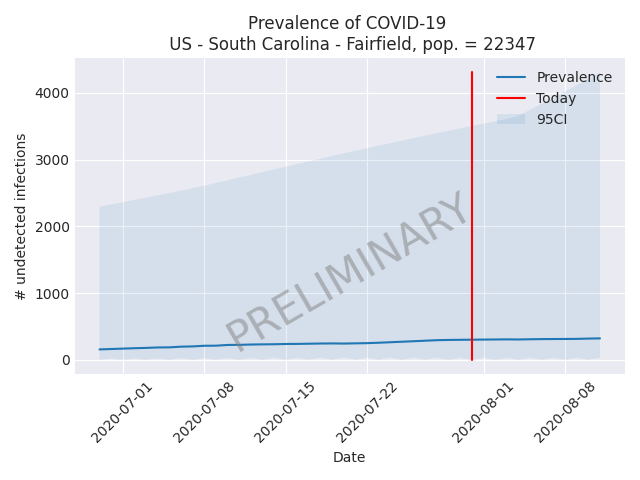 Prevalence of COVID-19
US - South Carolina - Fairfield, pop. = 22347
Prevalence
Today
95CI
4000
3000
2000
1000
0
# undetected infections
PRELIMINARY
2020-07-01
2020-07-08
2020-07-15
2020-07-22
2020-08-01
2020-08-08
Date